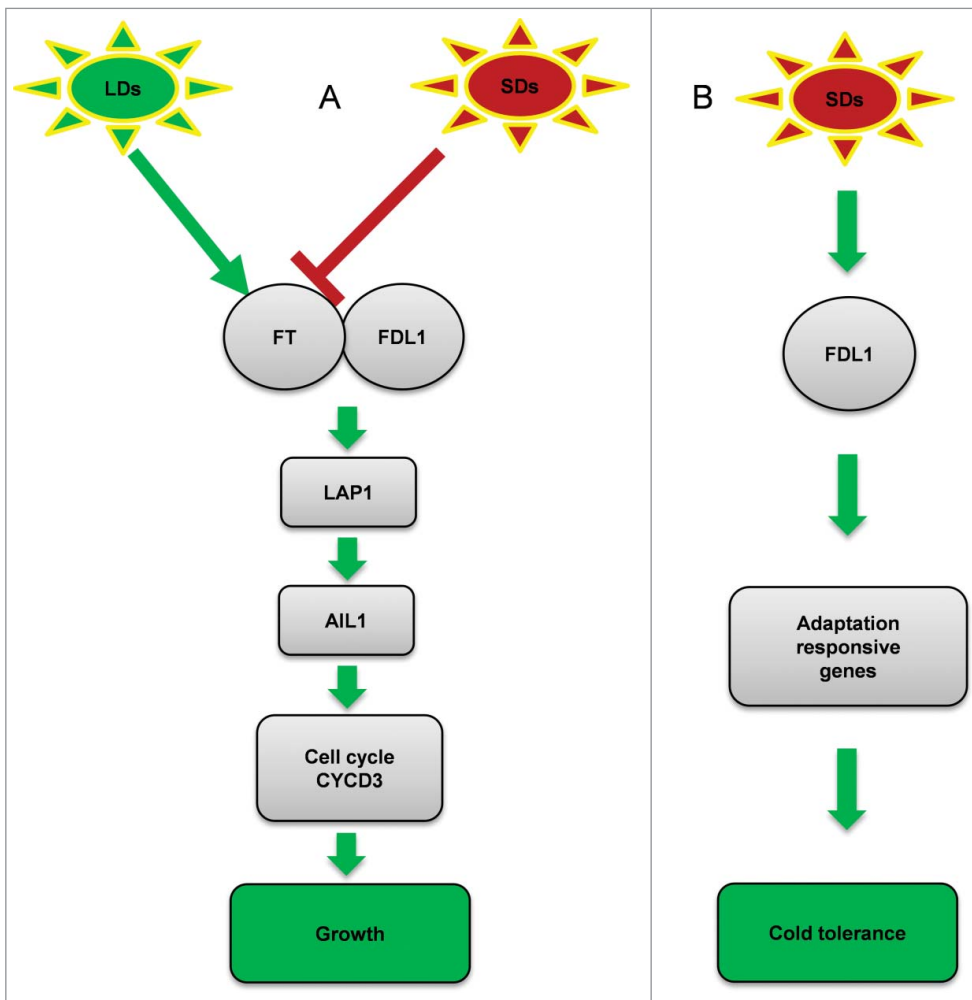 LDs
A
SDs
FT
FDL1
LAP1
AIL1
Cell cycle
CYCD3
Growth
B
SDs
FDL1
Adaptation
responsive
genes
Cold tolerance